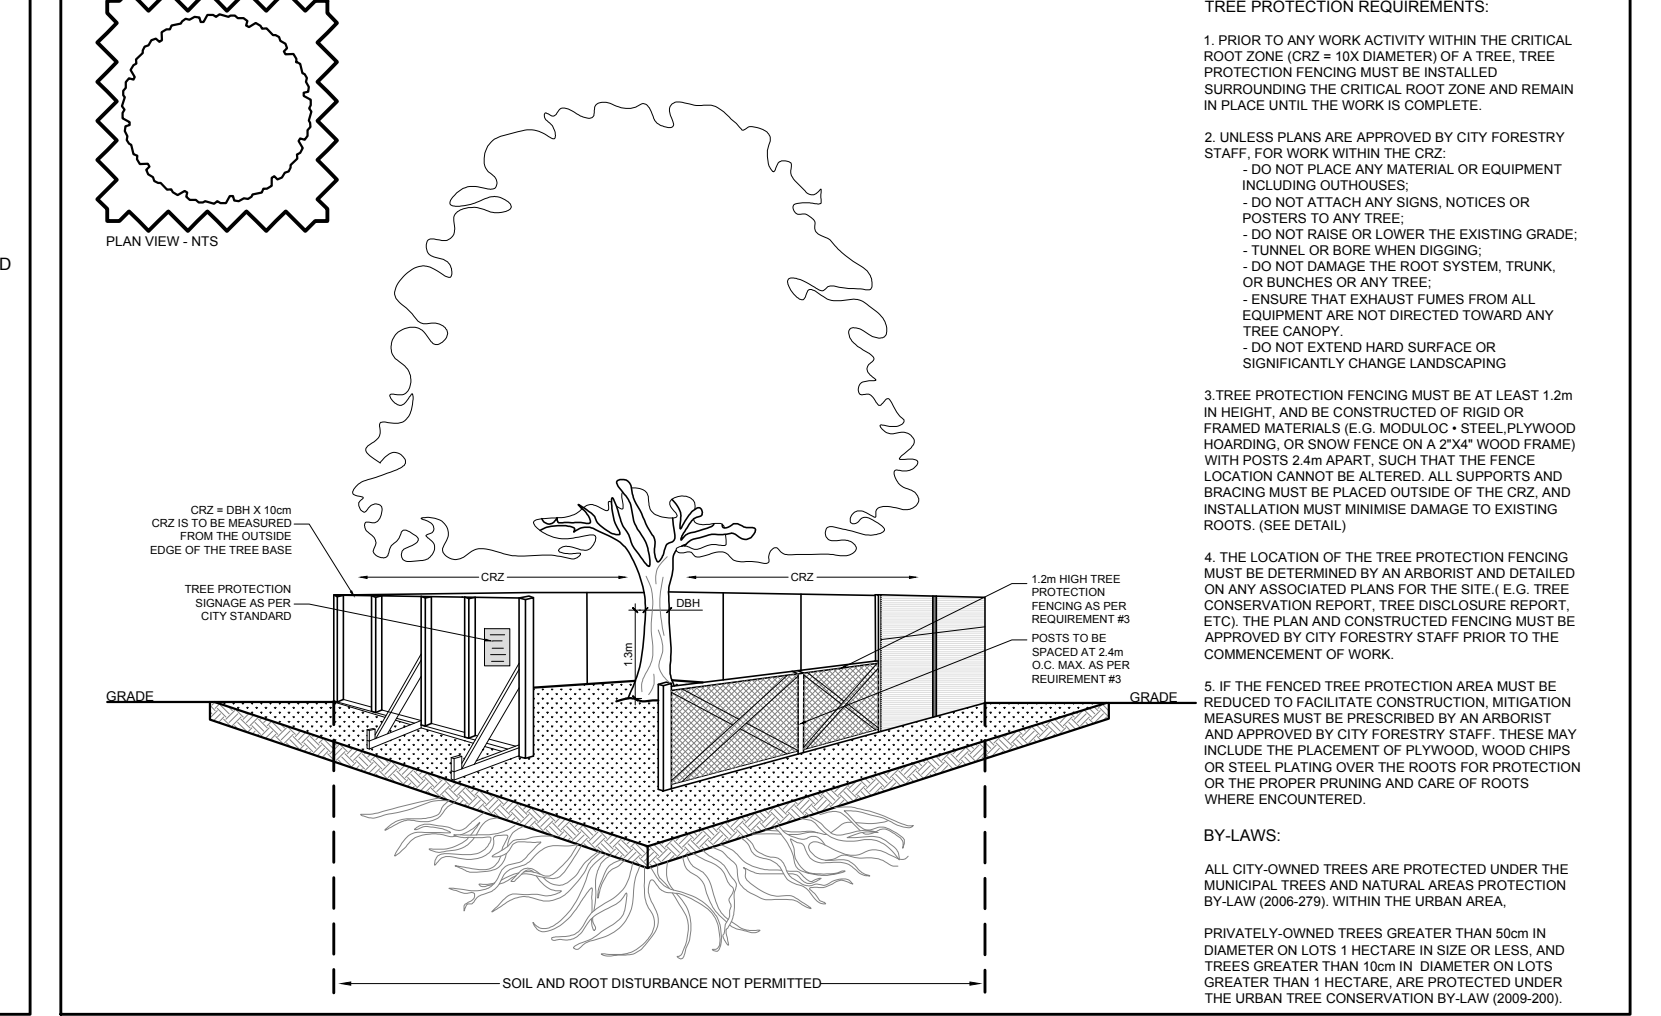 D
PLAN VIEW - NTS
CRZ = DBH X 10cm
CRZ IS TO BE MEASURED
FROM THE OUTSIDE
EDGE OF THE TREE BASE
TREE PROTECTION
SIGNAGE AS PER
CITY STANDARD
CRZ
CRZ
DBH
1.3m
1.2m HIGH TREE
PROTECTION
FENCING AS PER
REQUIREMENT #3
POSTS TO BE
SPACED AT 2.4m
O.C. MAX. AS PER
REUIREMENT #3
GRADE
GRADE
SOIL AND ROOT DISTURBANCE NOT PERMITTED
TREE PROTECTION REQUIREMENTS:
1. PRIOR TO ANY WORK ACTIVITY WITHIN THE CRITICAL
ROOT ZONE (CRZ = 10X DIAMETER) OF A TREE, TREE
PROTECTION FENCING MUST BE INSTALLED
SURROUNDING THE CRITICAL ROOT ZONE AND REMAIN
IN PLACE UNTIL THE WORK IS COMPLETE.
2. UNLESS PLANS ARE APPROVED BY CITY FORESTRY
STAFF, FOR WORK WITHIN THE CRZ:
- DO NOT PLACE ANY MATERIAL OR EQUIPMENT
INCLUDING OUTHOUSES;
- DO NOT ATTACH ANY SIGNS, NOTICES OR
POSTERS TO ANY TREE;
- DO NOT RAISE OR LOWER THE EXISTING GRADE;
- TUNNEL OR BORE WHEN DIGGING;
- DO NOT DAMAGE THE ROOT SYSTEM, TRUNK,
OR BUNCHES OR ANY TREE;
- ENSURE THAT EXHAUST FUMES FROM ALL
EQUIPMENT ARE NOT DIRECTED TOWARD ANY
TREE CANOPY.
- DO NOT EXTEND HARD SURFACE OR
SIGNIFICANTLY CHANGE LANDSCAPING
3.TREE PROTECTION FENCING MUST BE AT LEAST 1.2m
IN HEIGHT, AND BE CONSTRUCTED OF RIGID OR
FRAMED MATERIALS (E.G. MODULOC • STEEL,PLYWOOD
HOARDING, OR SNOW FENCE ON A 2"X4" WOOD FRAME)
WITH POSTS 2.4m APART, SUCH THAT THE FENCE
LOCATION CANNOT BE ALTERED. ALL SUPPORTS AND
BRACING MUST BE PLACED OUTSIDE OF THE CRZ, AND
INSTALLATION MUST MINIMISE DAMAGE TO EXISTING
ROOTS. (SEE DETAIL)
4. THE LOCATION OF THE TREE PROTECTION FENCING
MUST BE DETERMINED BY AN ARBORIST AND DETAILED
ON ANY ASSOCIATED PLANS FOR THE SITE.( E.G. TREE
CONSERVATION REPORT, TREE DISCLOSURE REPORT,
ETC). THE PLAN AND CONSTRUCTED FENCING MUST BE
APPROVED BY CITY FORESTRY STAFF PRIOR TO THE
COMMENCEMENT OF WORK.
5. IF THE FENCED TREE PROTECTION AREA MUST BE
REDUCED TO FACILITATE CONSTRUCTION, MITIGATION
MEASURES MUST BE PRESCRIBED BY AN ARBORIST
AND APPROVED BY CITY FORESTRY STAFF. THESE MAY
INCLUDE THE PLACEMENT OF PLYWOOD, WOOD CHIPS
OR STEEL PLATING OVER THE ROOTS FOR PROTECTION
OR THE PROPER PRUNING AND CARE OF ROOTS
WHERE ENCOUNTERED.
BY-LAWS:
ALL CITY-OWNED TREES ARE PROTECTED UNDER THE
MUNICIPAL TREES AND NATURAL AREAS PROTECTION
BY-LAW (2006-279). WITHIN THE URBAN AREA,
PRIVATELY-OWNED TREES GREATER THAN 50cm IN
DIAMETER ON LOTS 1 HECTARE IN SIZE OR LESS, AND
TREES GREATER THAN 10cm IN DIAMETER ON LOTS
GREATER THAN 1 HECTARE, ARE PROTECTED UNDER
THE URBAN TREE CONSERVATION BY-LAW (2009-200).